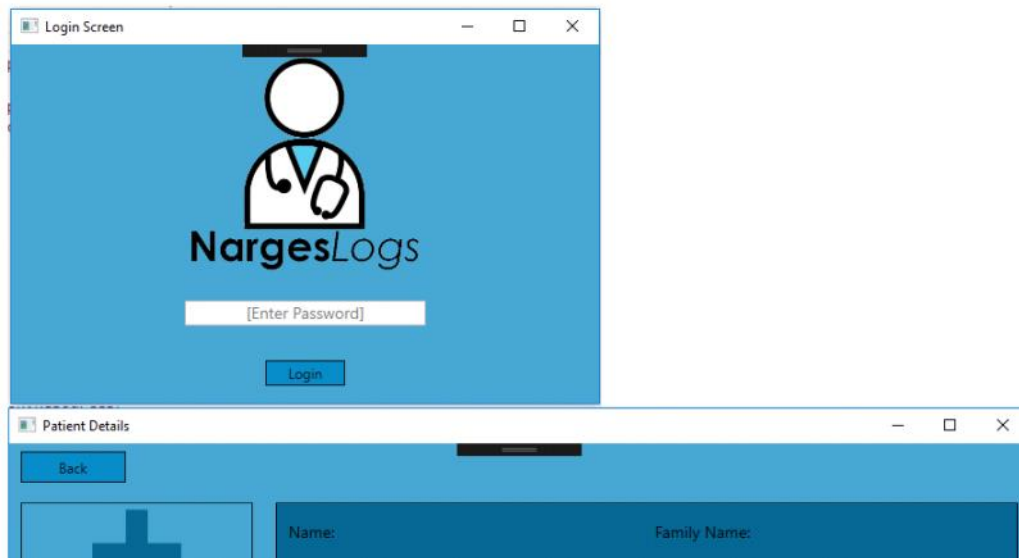 Login Screen
NargesLogs
[Enter Password]
Login
Patient Details
Back
Name: Family Name: